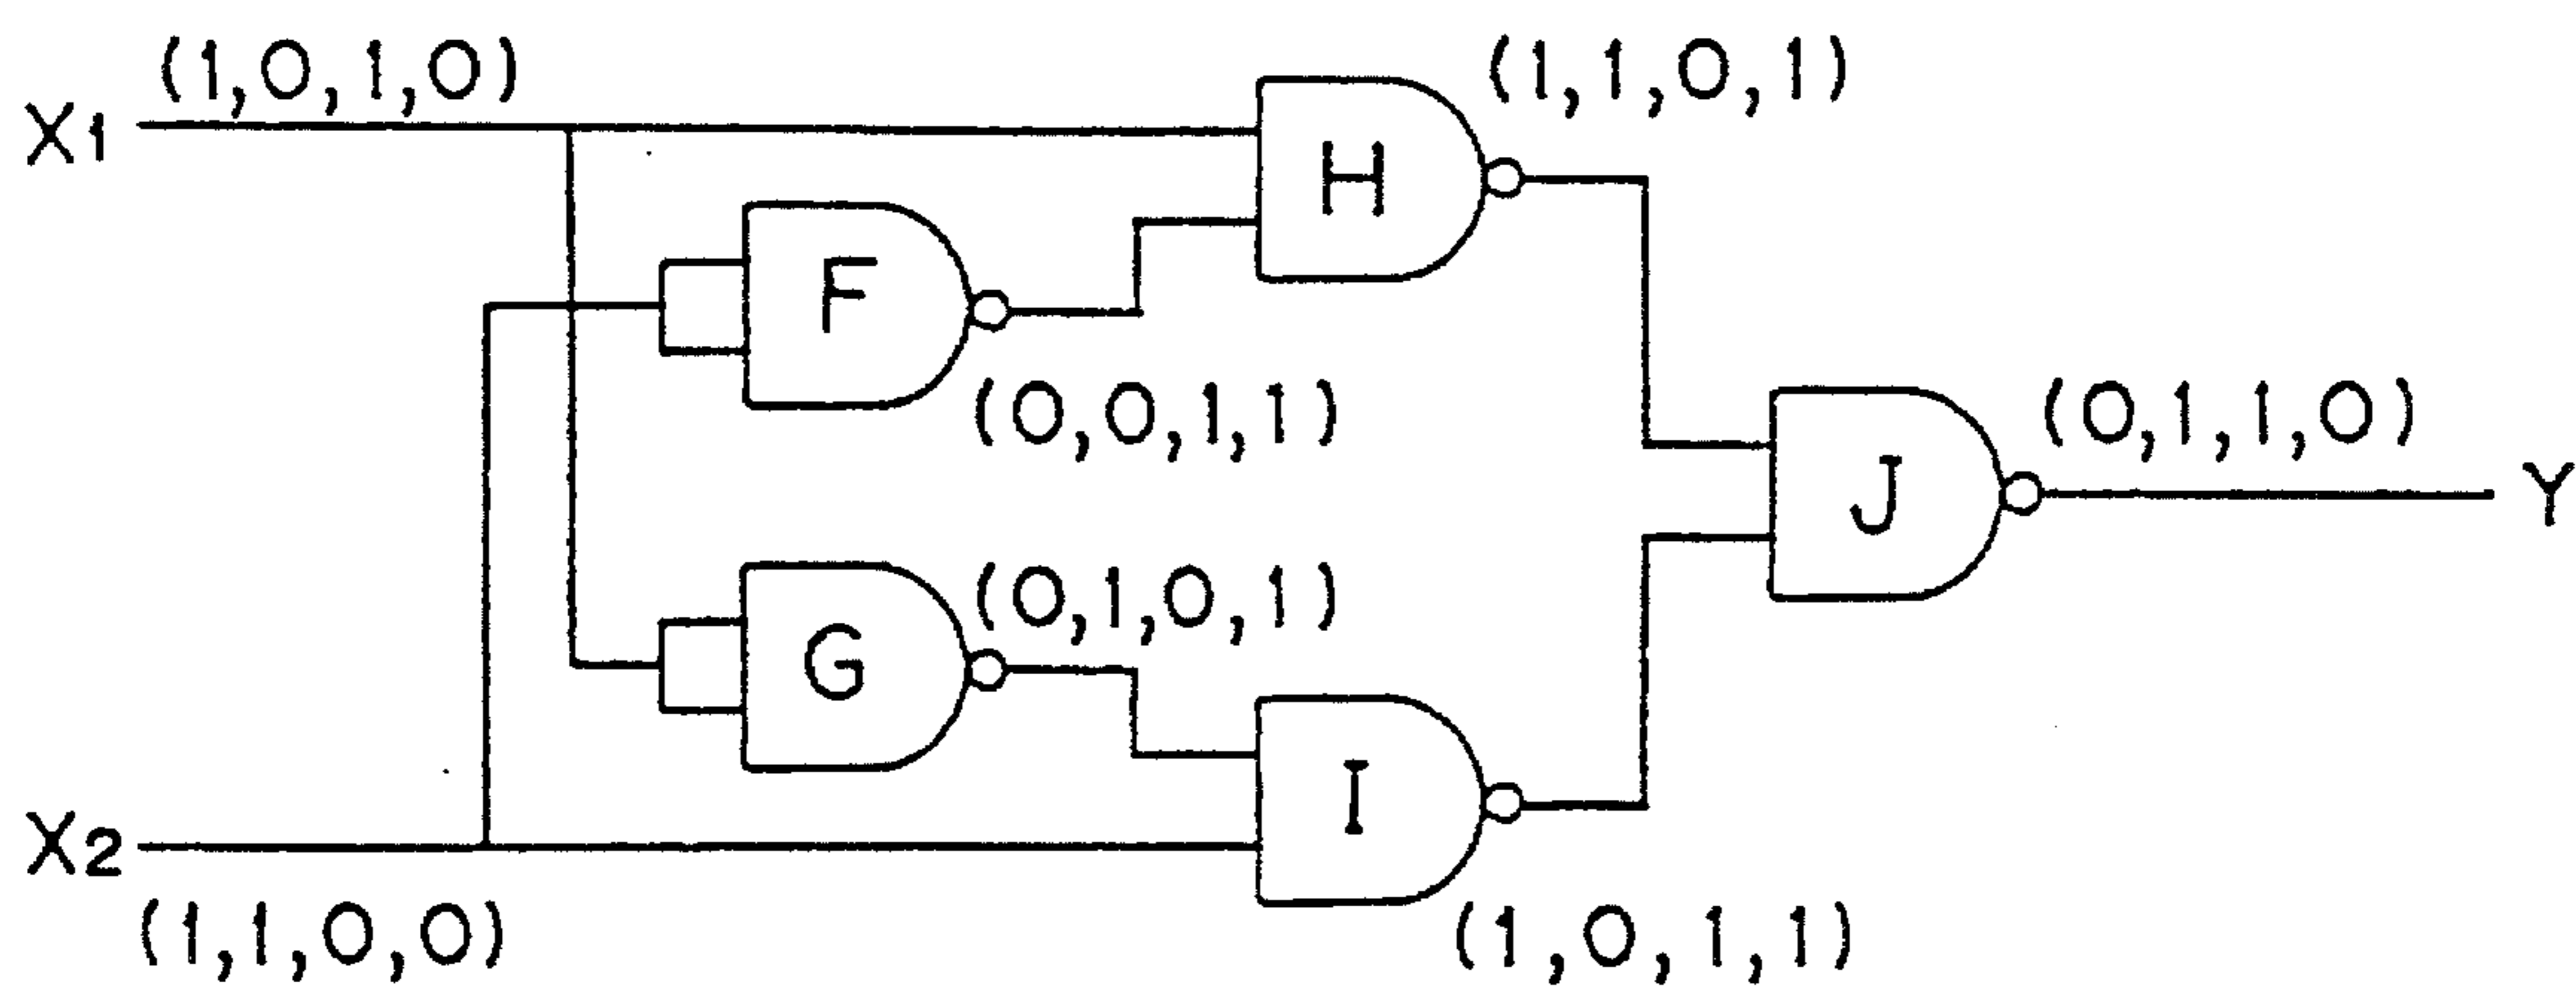 (1,0,1,0)
X1
(1,1,0,1)
H
F
(0,0,1,1)
(0,1,1,0)
J
Y
(0,1,0,1)
G
I
X2
(1,1,0,0)
(1,0,1,1)